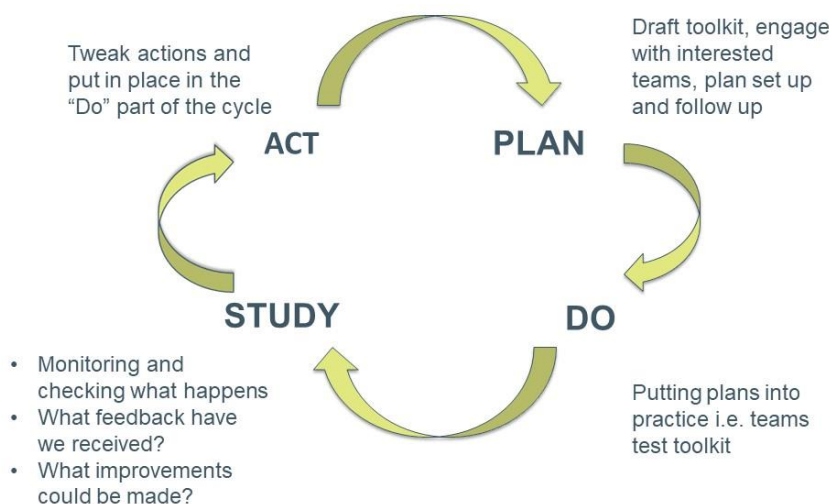 Tweak actions and
put in place in the
“Do” part of the cycle
ACT
Draft toolkit, engage
with interested
teams, plan set up
and follow up
PLAN
STUDY
• Monitoring and
checking what happens
• What feedback have
we received?
• What improvements
could be made?
DO
Putting plans into
practice i.e. teams
test toolkit